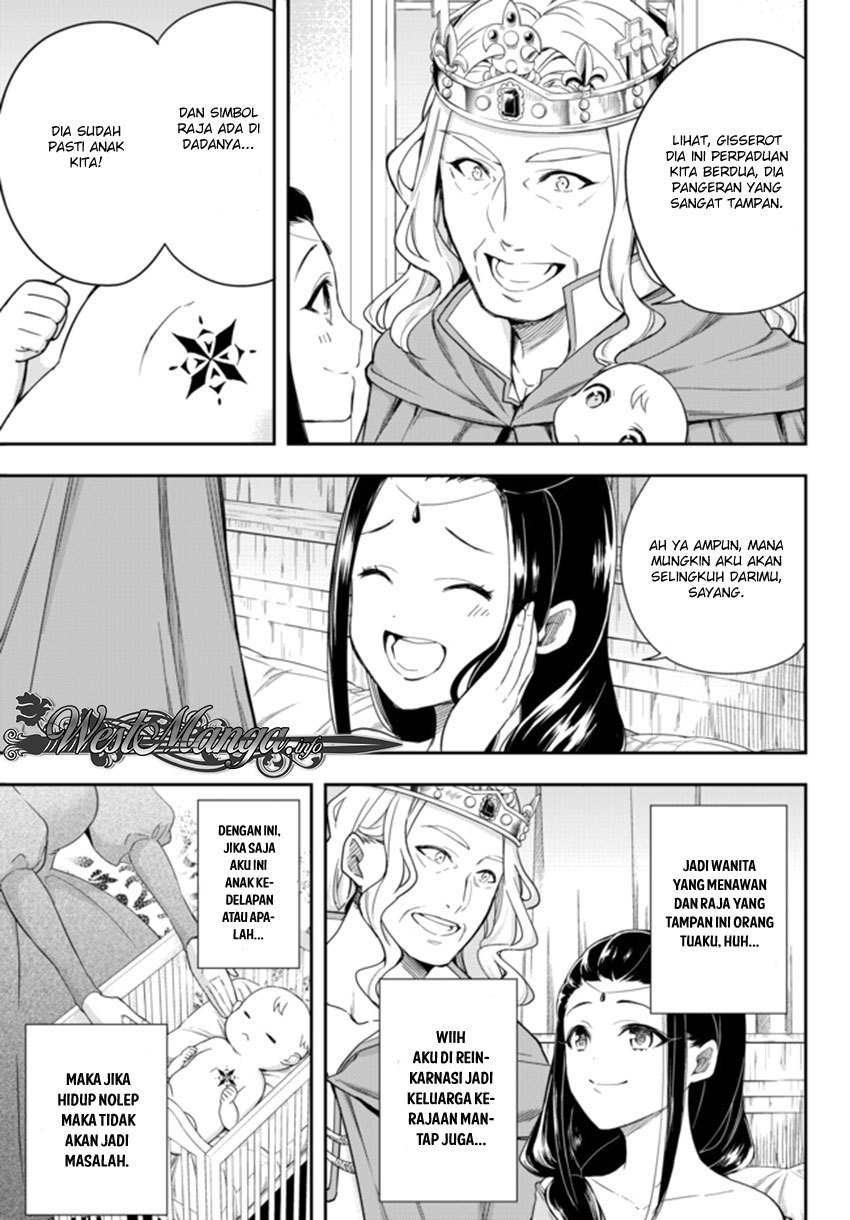 LIHAT, GISSEROT
DIA INI PERPADUAN
KITA BERDUA, DIA
PANGERAN YANG
SANGAT TAMPAN.
DAN SIMBOL
RAJA ADA DI
DADANYA...
DIA SUDAH
PASTI ANAK
KITA!
AH YA AMPUN, MANA
MUNGKIN AKU AKAN
SELINGKUH DARIMU,
SAYANG.
WestManga.info
JADI WANITA
YANG MENAWAN
DAN RAJA YANG
TAMPAN INI ORANG
TUAKU, HUH...
WIIH
AKU DI REIN-
KARNASI JADI
KELUARGA KE-
RAJAAN MAN-
TAP JUGA...
DENGAN INI,
JIKA SAJA
AKU INI
ANAK KE-
DELAPAN
ATAU APA-
LAH...
MAKA JIKA
HIDUP NOLEP
MAKA TIDAK
AKAN JADI
MASALAH.